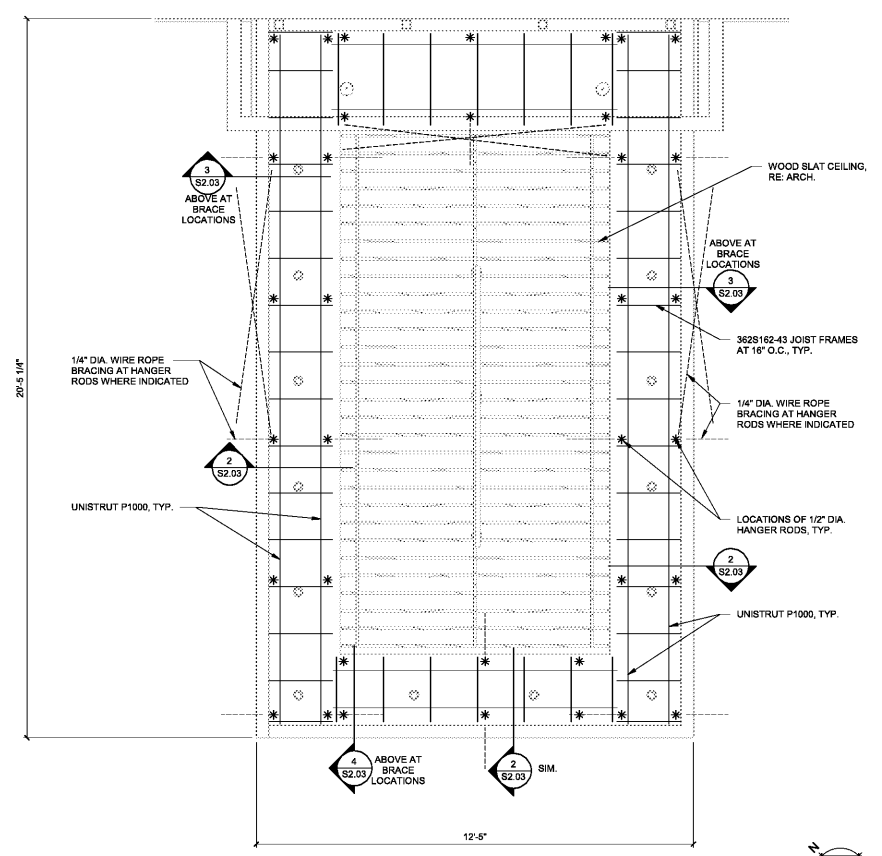 WOOD SLAT CEILING,
RE: ARCH.
3
S2.03
ABOVE AT
BRACE
LOCATIONS
ABOVE AT
BRACE
LOCATIONS
3
S2.03
362S162-43 JOIST FRAMES
AT 16" O.C., TYP.
20'-5 1/4"
1/4" DIA. WIRE ROPE
BRACING AT HANGER
RODS WHERE INDICATED
1/4" DIA. WIRE ROPE
BRACING AT HANGER
RODS WHERE INDICATED
2
S2.03
UNISTRUT P1000, TYP.
LOCATIONS OF 1/2" DIA.
HANGER RODS, TYP.
2
S2.03
UNISTRUT P1000, TYP.
4
S2.03
ABOVE AT
BRACE
LOCATIONS
2
S2.03
SIM.
12'-5"
N